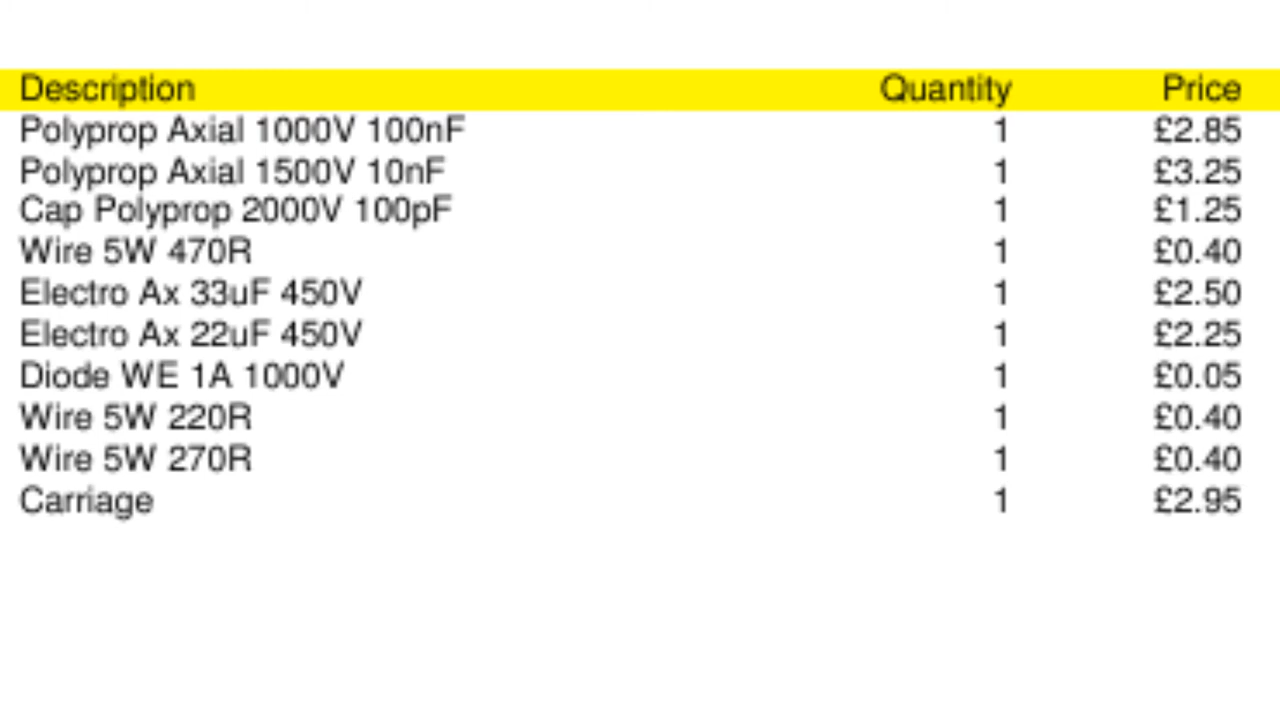 Description Quantity Price
Polyprop Axial 1000V 100nF 1 £2.85
Polyprop Axial 1500V 10nF 1 £3.25
Cap Polyprop 2000V 100pF 1 £1.25
Wire 5W 470R 1 £0.40
Electro Ax 33uF 450V 1 £2.50
Electro Ax 22uF 450V 1 £2.25
Diode WE 1A 1000V 1 £0.05
Wire 5W 220R 1 £0.40
Wire 5W 270R 1 £0.40
Carriage 1 £2.95